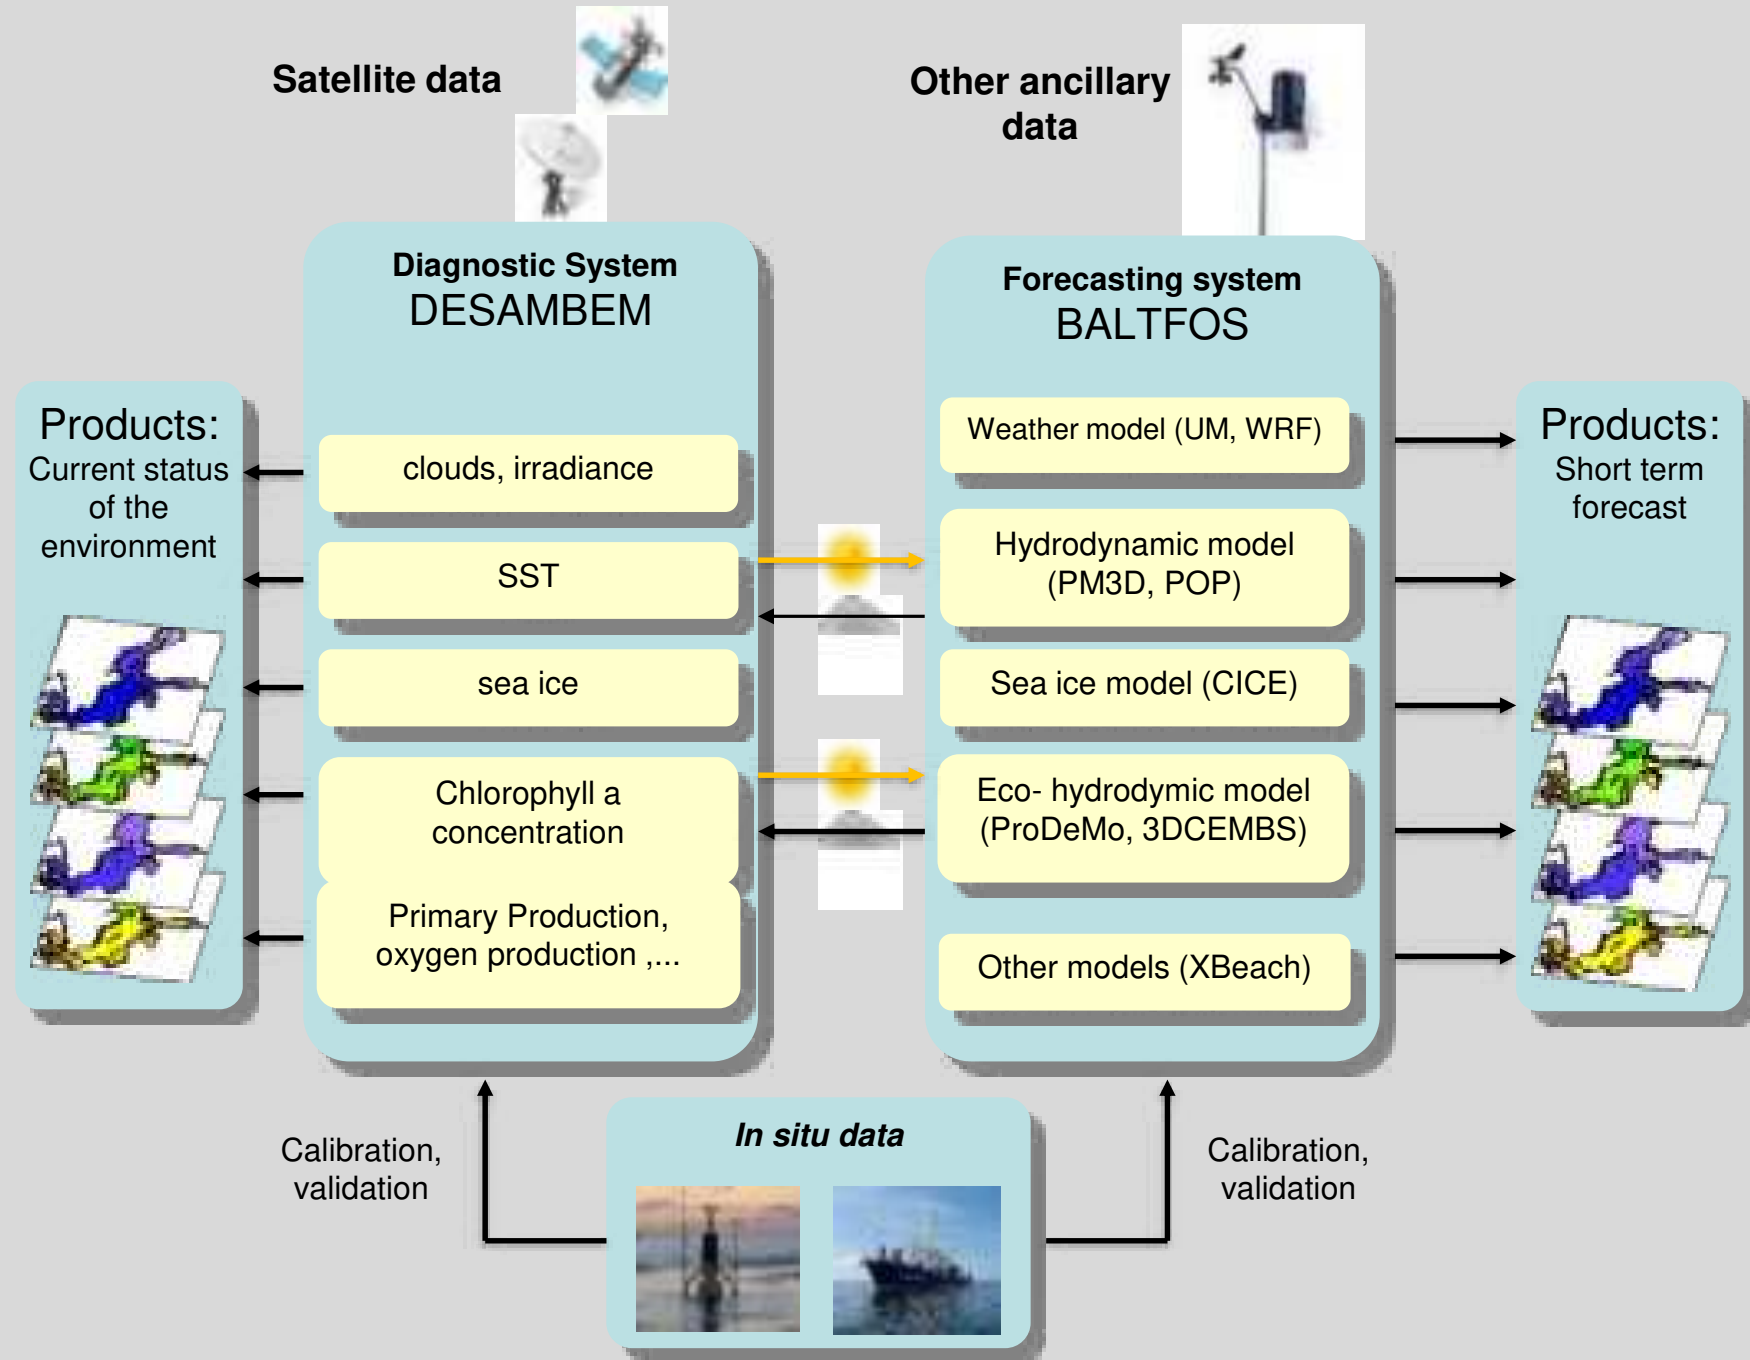 Satellite data
Other ancillary
data
Diagnostic System
DESAMBEM
Forecasting system
BALTFOS
Products:
Current status
of the
environment
clouds, irradiance
SST
sea ice
Chlorophyll a
concentration
Primary Production,
oxygen production ,...
Weather model (UM, WRF)
Hydrodynamic model
(PM3D, POP)
Sea ice model (CICE)
Eco- hydrodymic model
(ProDeMo, 3DCEMBS)
Other models (XBeach)
Products:
Short term
forecast
Calibration,
validation
In situ data
Calibration,
validation